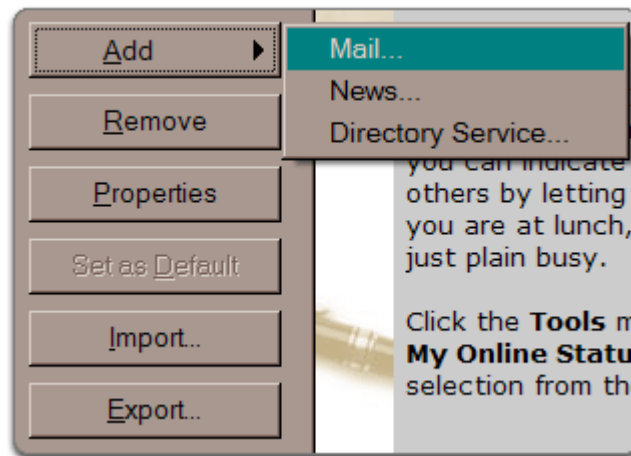 Add
Mail...
News...
Directory Service...
Remove
Properties
Set as Default
Import...
Export...
you can indicate
others by letting
you are at lunch,
just plain busy.
Click the Tools
My Online Statu
selection from th